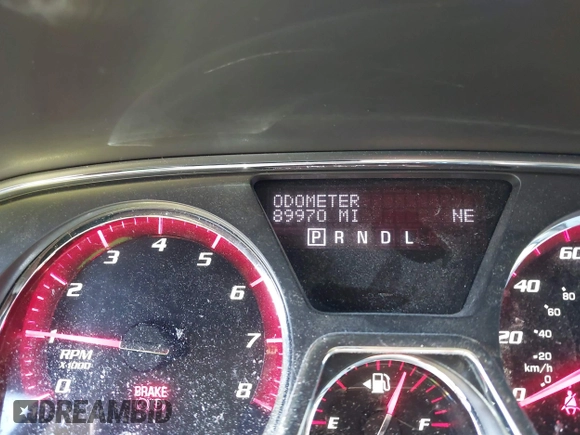 ODOMETER
89970 MI NE
P R N D L
0 1 2 3 4 5 6 7 8
RPM
X1000
BRAKE
E F
0 20 40 60
0 20 40 60 80
km/h
DREAMBID